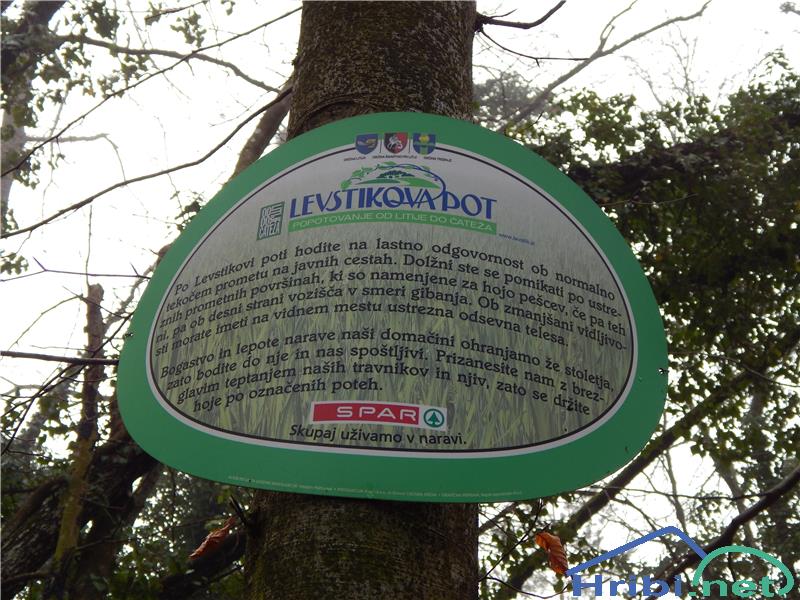 LEVSTIKOVA POT
POPOTOVANJE OD LITIJE DO ČATEŽA
www.levstik.si
Po Levstikovi poti hodite na lastno odgovornost ob normalno
tekočem prometu na javnih cestah. Dolžni ste se pomikati po ustre-
znih prometnih površinah, ki so namenjene za hojo pešcev, če pa teh
ni, pa ob desni strani vozišča v smeri gibanja. Ob zmanjšani vidljivo-
sti morate imeti na vidnem mestu ustrezna odsevna telesa.
Bogastvo in lepote narave naši domačini ohranjamo že stoletja,
zato bodite do nje in nas spoštljivi. Prizanesite nam z brez-
glavim teptanjem naših travnikov in njiv, zato se držite
hoje po označenih poteh.
SPAR
Skupaj uživamo v naravi.
Hribi.net